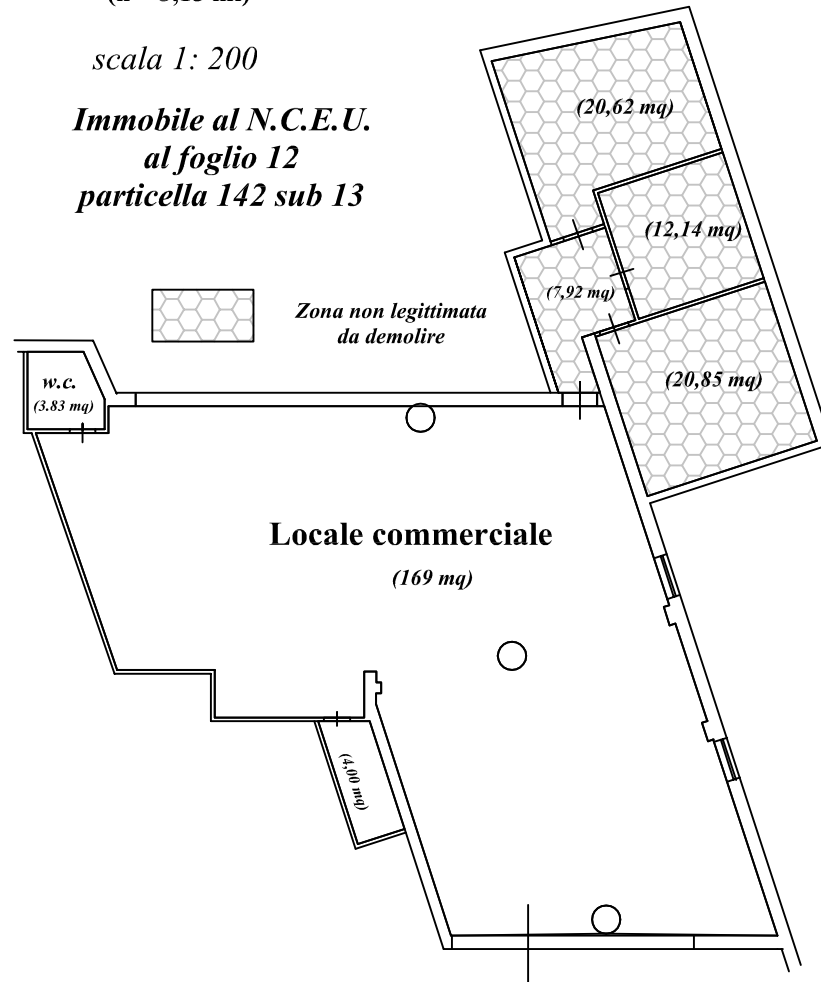 scala 1: 200
Immobile al N.C.E.U.
al foglio 12
particella 142 sub 13
(20,62 mq)
(12,14 mq)
(7,92 mq)
Zona non legittimata
da demolire
(20,85 mq)
w.c.
(3.83 mq)
Locale commerciale
(169 mq)
(4,00 mq)